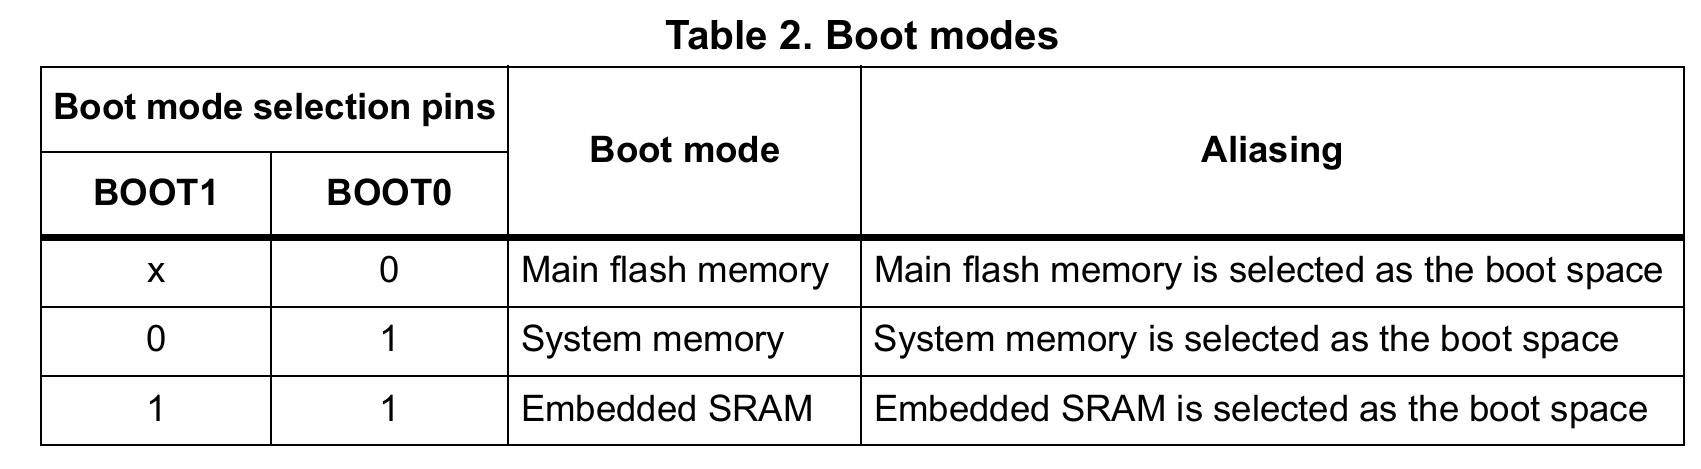 Table 2. Boot modes
Boot mode selection pins
Boot mode
Aliasing
BOOT1 BOOT0
x 0 Main flash memory Main flash memory is selected as the boot space
0 1 System memory System memory is selected as the boot space
1 1 Embedded SRAM Embedded SRAM is selected as the boot space